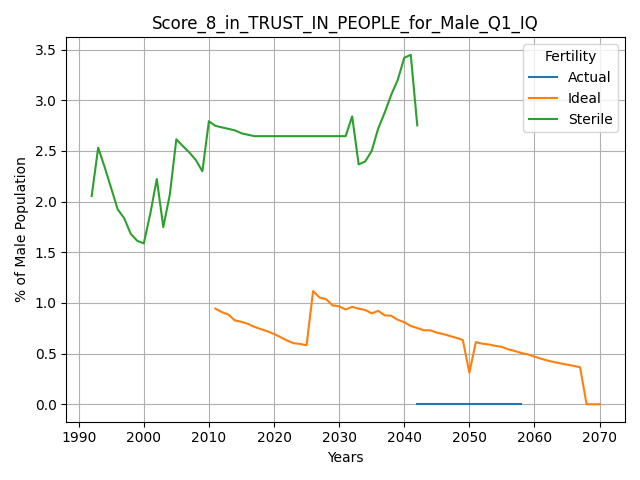 Score_8_in_TRUST_IN_PEOPLE_for_Male_Q1_IQ
Fertility
Actual
Ideal
Sterile
% of Male Population
3.5
3.0
2.5
2.0
1.5
1.0
0.5
0.0
1990 2000 2010 2020 2030 2040 2050 2060 2070
Years